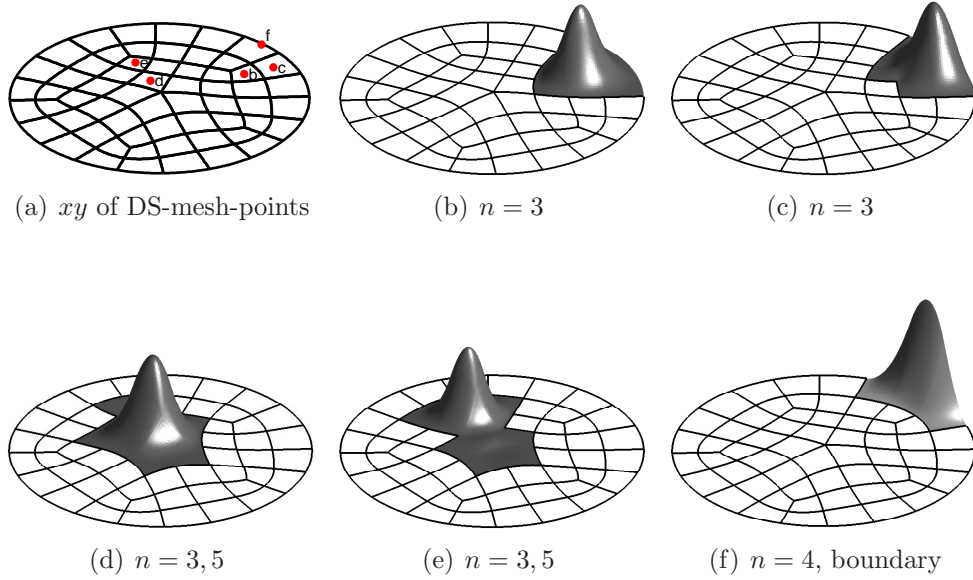 f
e
b
c
d
(a) xy of DS-mesh-points
(b) n = 3
(c) n = 3
(d) n = 3, 5
(e) n = 3, 5
(f) n = 4, boundary